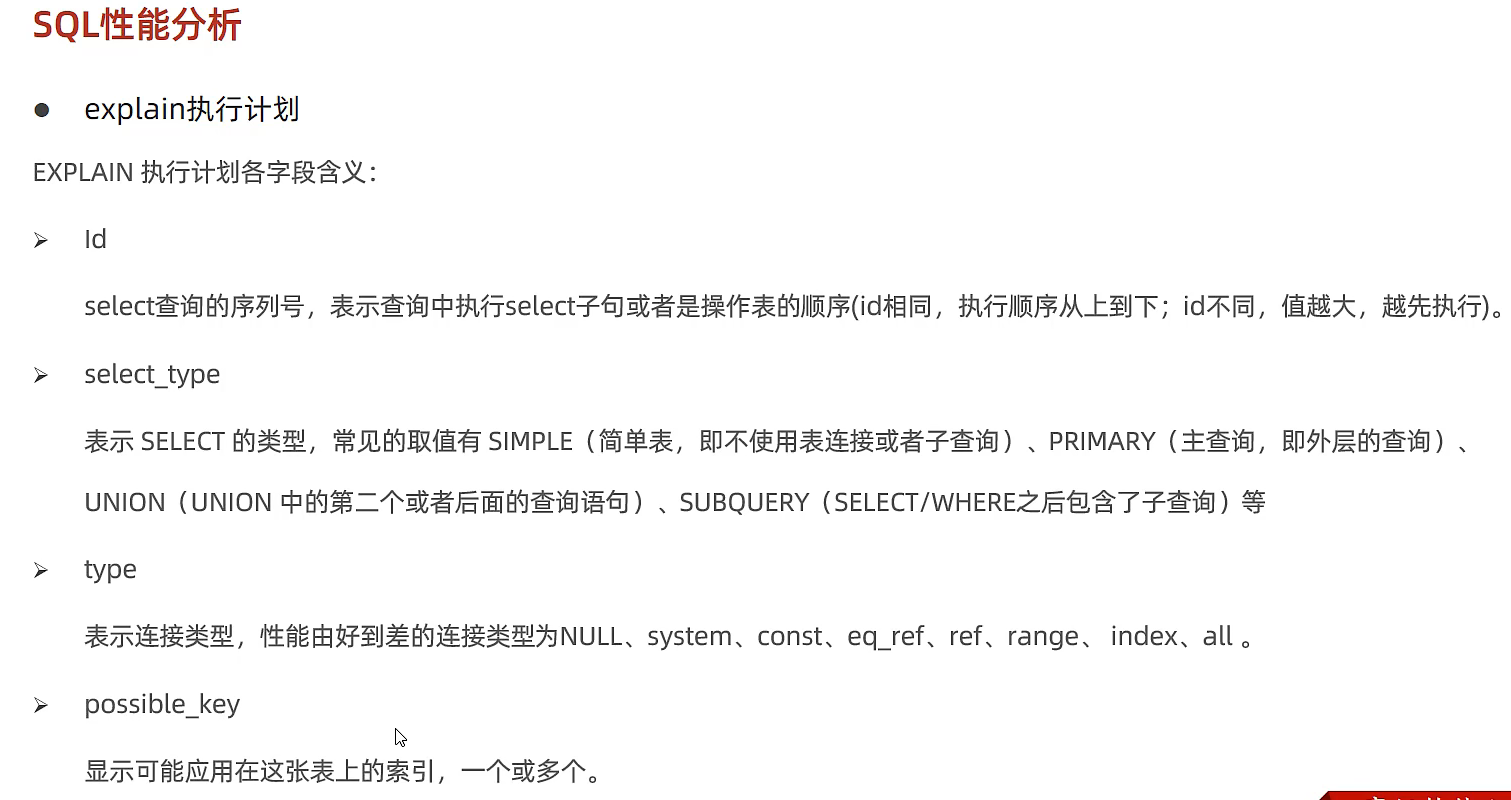 SQL性能分析
● explain执行计划
EXPLAIN 执行计划各字段含义：
➢ Id
select查询的序列号，表示查询中执行select子句或者是操作表的顺序(id相同，执行顺序从上到下；id不同，值越大，越先执行)。
➢ select_type
表示 SELECT 的类型，常见的取值有 SIMPLE（简单表，即不使用表连接或者子查询）、PRIMARY（主查询，即外层的查询）、
UNION（UNION 中的第二个或者后面的查询语句）、SUBQUERY（SELECT/WHERE之后包含了子查询）等
➢ type
表示连接类型，性能由好到差的连接类型为NULL、system、const、eq_ref、ref、range、 index、all 。
➢ possible_key
显示可能应用在这张表上的索引，一个或多个。